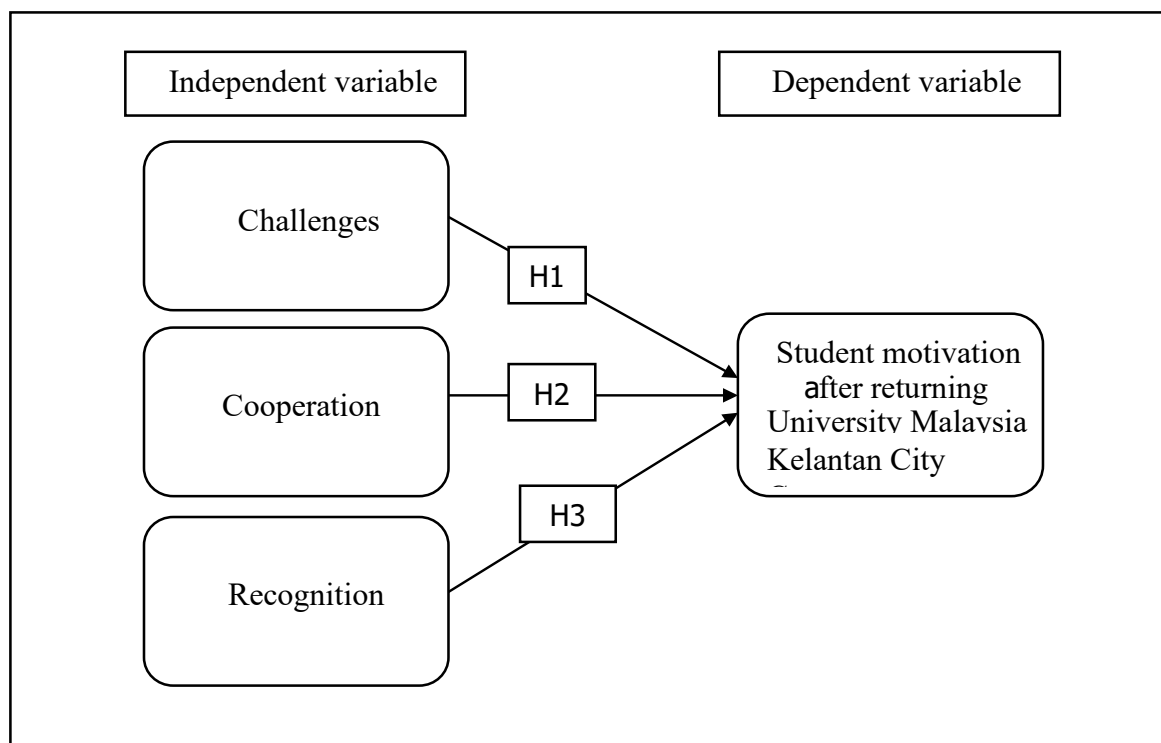 Independent variable
Dependent variable
Challenges
H1
Cooperation
H2
Recognition
H3
Student motivation
after returning
University Malaysia
Kelantan City